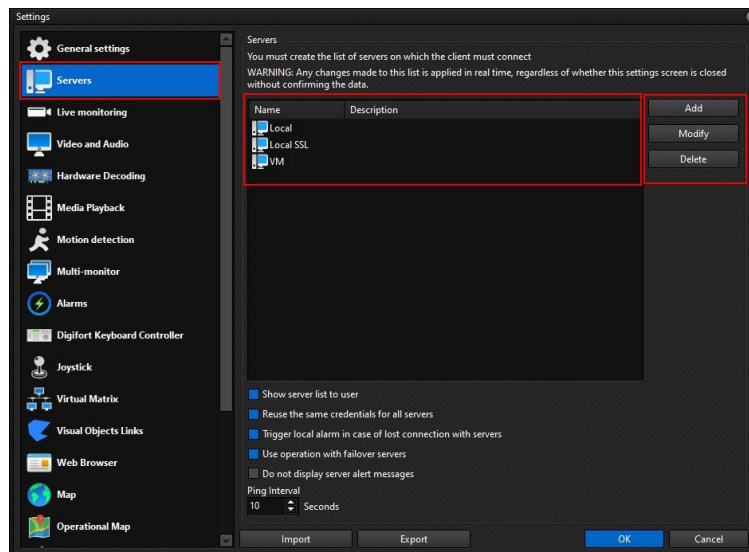 Settings
General settings
Servers
Live monitoring
Video and Audio
Hardware Decoding
Media Playback
Motion detection
Multi-monitor
Alarms
Digifort Keyboard Controller
Joystick
Virtual Matrix
Visual Objects Links
Web Browser
Map
Operational Map
Servers
You must create the list of servers on which the client must connect
WARNING: Any changes made to this list is applied in real time, regardless of whether this settings screen is closed
without confirming the data.
Name Description
Local
Local SSL
VM
Add
Modify
Delete
Show server list to user
Reuse the same credentials for all servers
Trigger local alarm in case of lost connection with servers
Use operation with failover servers
Do not display server alert messages
Ping Interval
10 Seconds
Import Export OK Cancel